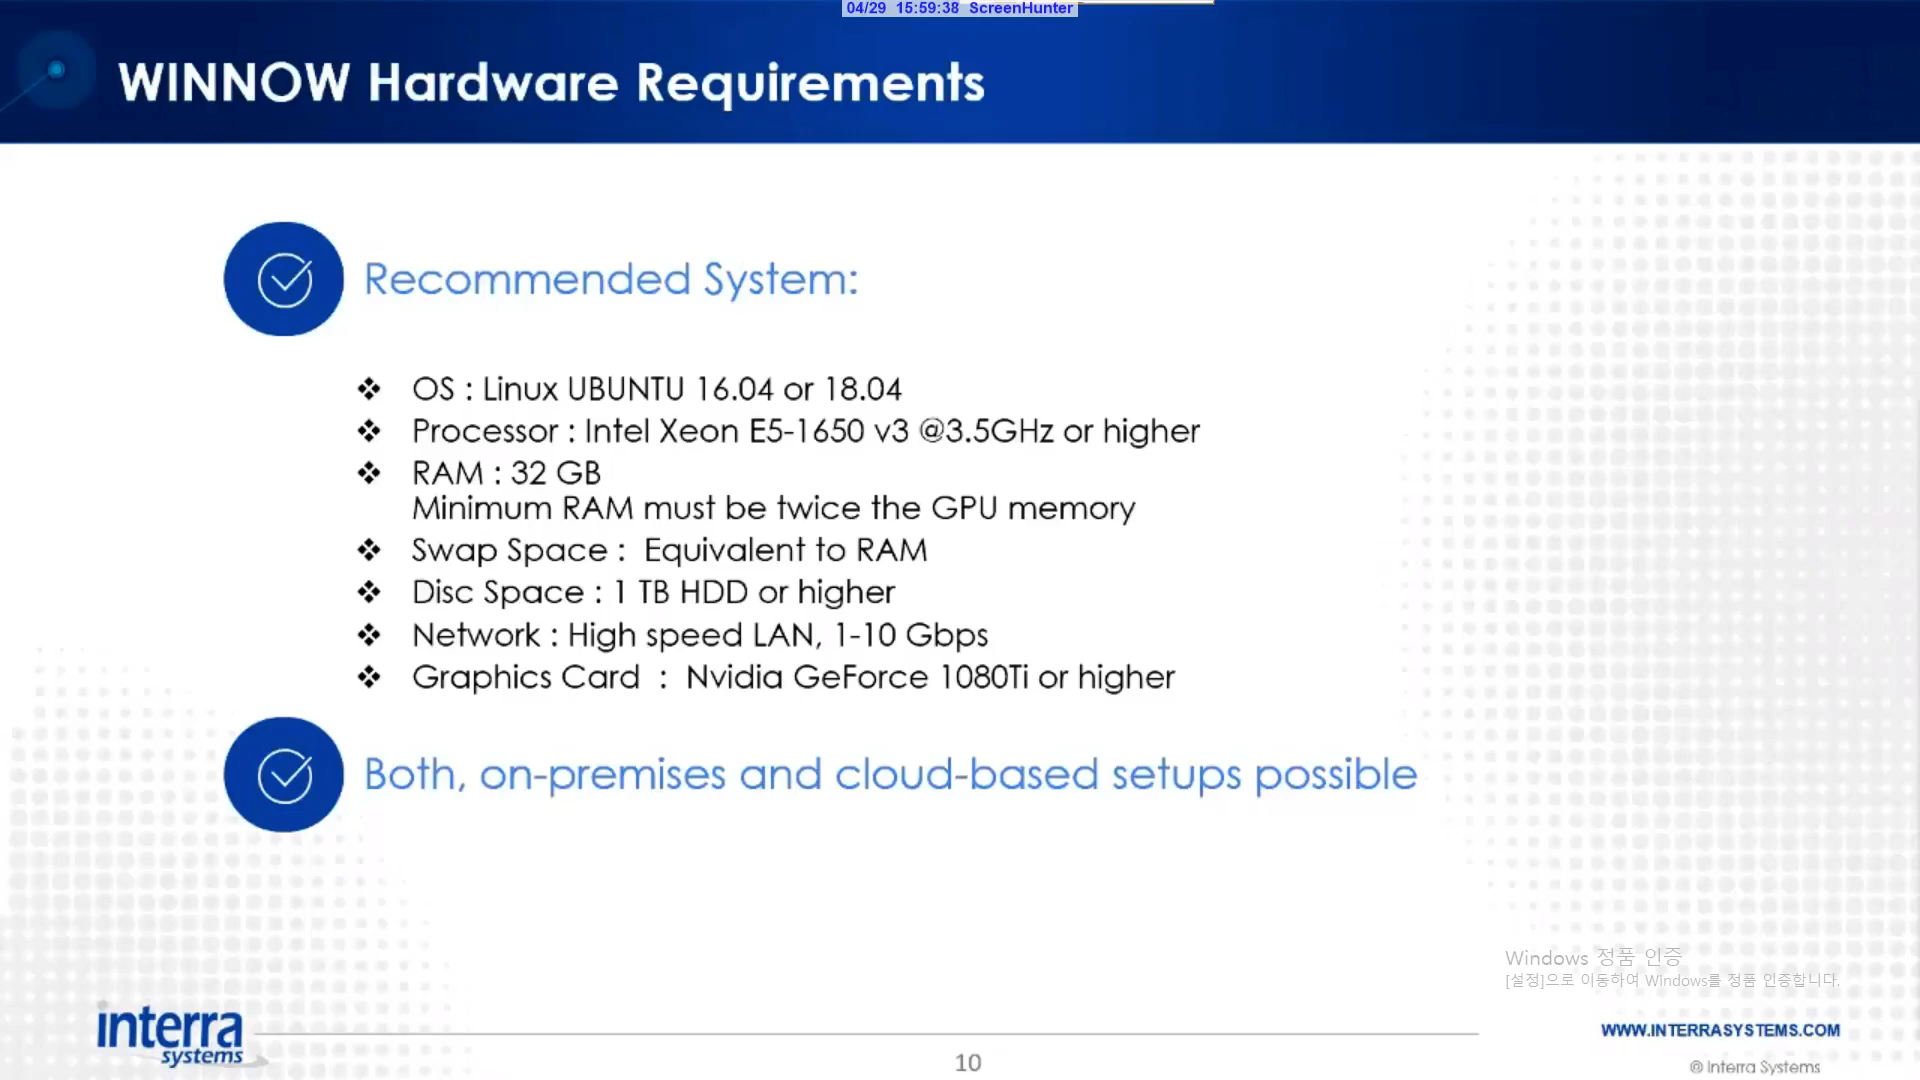 04/29 15:59:38 ScreenHunter
WINNOW Hardware Requirements
Recommended System:
❖ OS : Linux UBUNTU 16.04 or 18.04
❖ Processor : Intel Xeon E5-1650 v3 @3.5GHz or higher
❖ RAM : 32 GB
Minimum RAM must be twice the GPU memory
❖ Swap Space : Equivalent to RAM
❖ Disc Space : 1 TB HDD or higher
❖ Network : High speed LAN, 1-10 Gbps
❖ Graphics Card : Nvidia GeForce 1080Ti or higher
Both, on-premises and cloud-based setups possible
Windows 정품 인증
[설정]으로 이동하여 Windows를 정품 인증합니다.
interra
systems
WWW.INTERRASYSTEMS.COM
10
@ Interra Systems